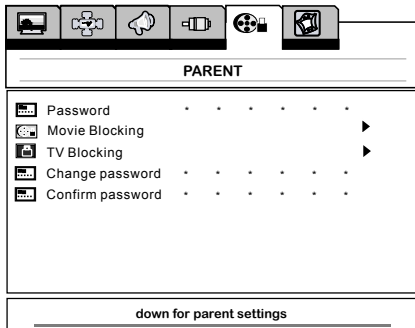 PARENT
Password * * * * * *
Movie Blocking
TV Blocking
Change password * * * * * *
Confirm password * * * * * *
down for parent settings